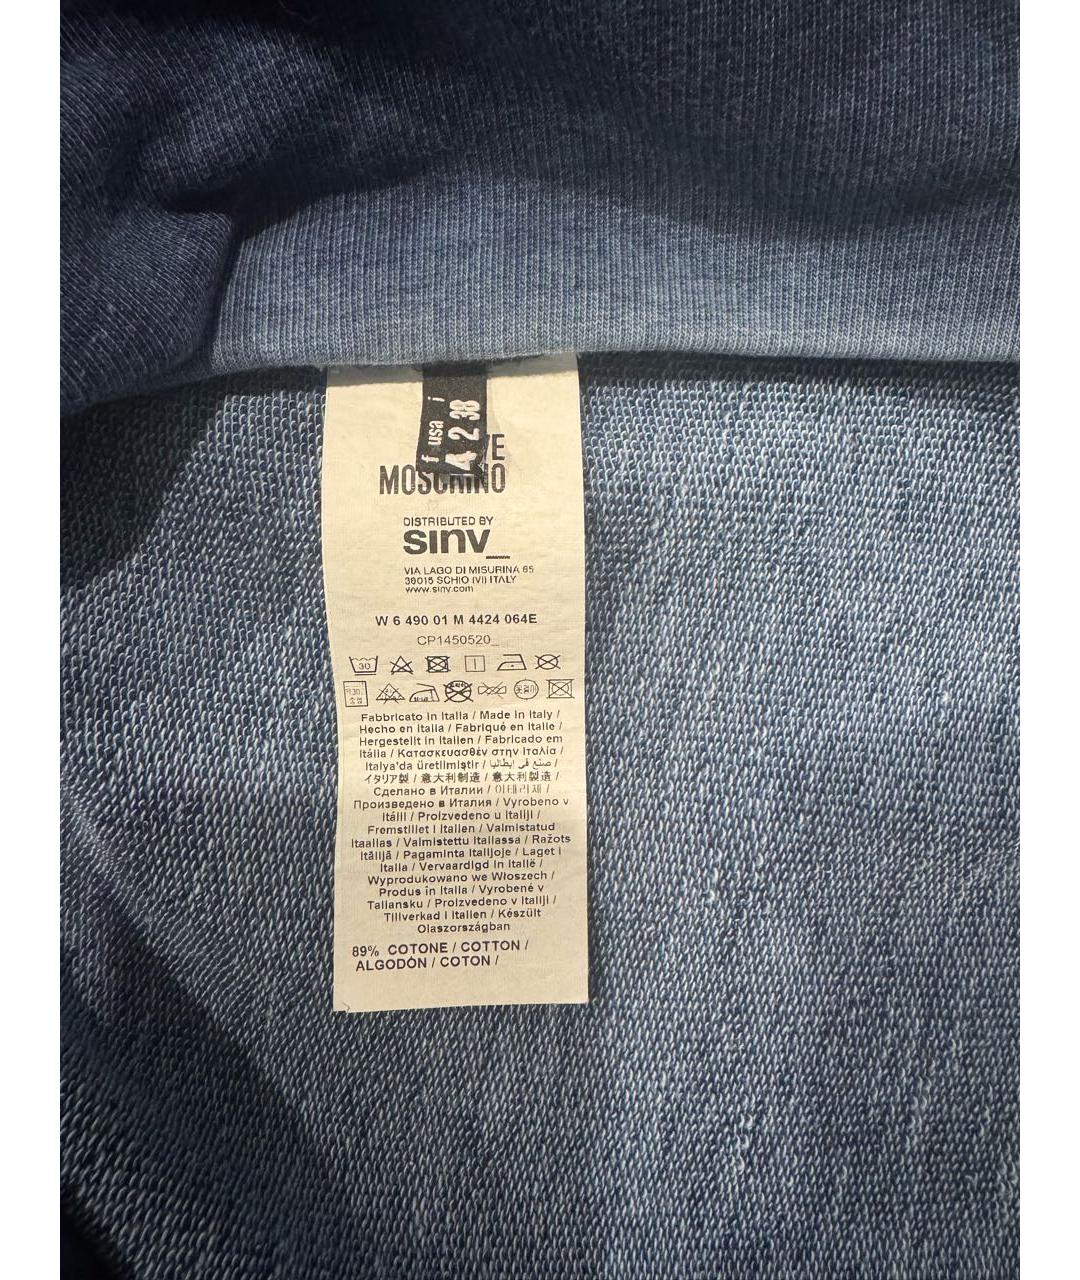 i
usa
f
38
2
4
VE
MOSCHINO
DISTRIBUTED BY
sinv_
VIA LAGO DI MISURINA 65
36015 SCHIO (VI) ITALY
www.sinv.com
W 6 490 01 M 4424 064E
CP1450520_
30
Fabbricato in Italia / Made in Italy /
Hecho en Italia / Fabriqué en Italie /
Hergestellt in Italien / Fabricado em
Itália / Κατασκευασθέν στην Ιταλία /
Italya'da üretilmiştir / صنع في إيطاليا /
イタリア製 / 意大利制造 / 意大利製造 /
Сделано в Италии / 이태리제 /
Произведено в Италия / Vyrobeno v
Itálii / Proizvedeno u Italiji /
Fremstillet i Italien / Valmistatud
Itaalias / Valmistettu Italiassa / Ražots
Itālijā / Pagaminta Italijoje / Laget i
Italia / Vervaardigd in Italië /
Wyprodukowano we Włoszech /
Produs în Italia / Vyrobené v
Taliansku / Proizvedeno v Italiji /
Tillverkad i Italien / Készült
Olaszországban
89% COTONE / COTTON /
ALGODÓN / COTON /